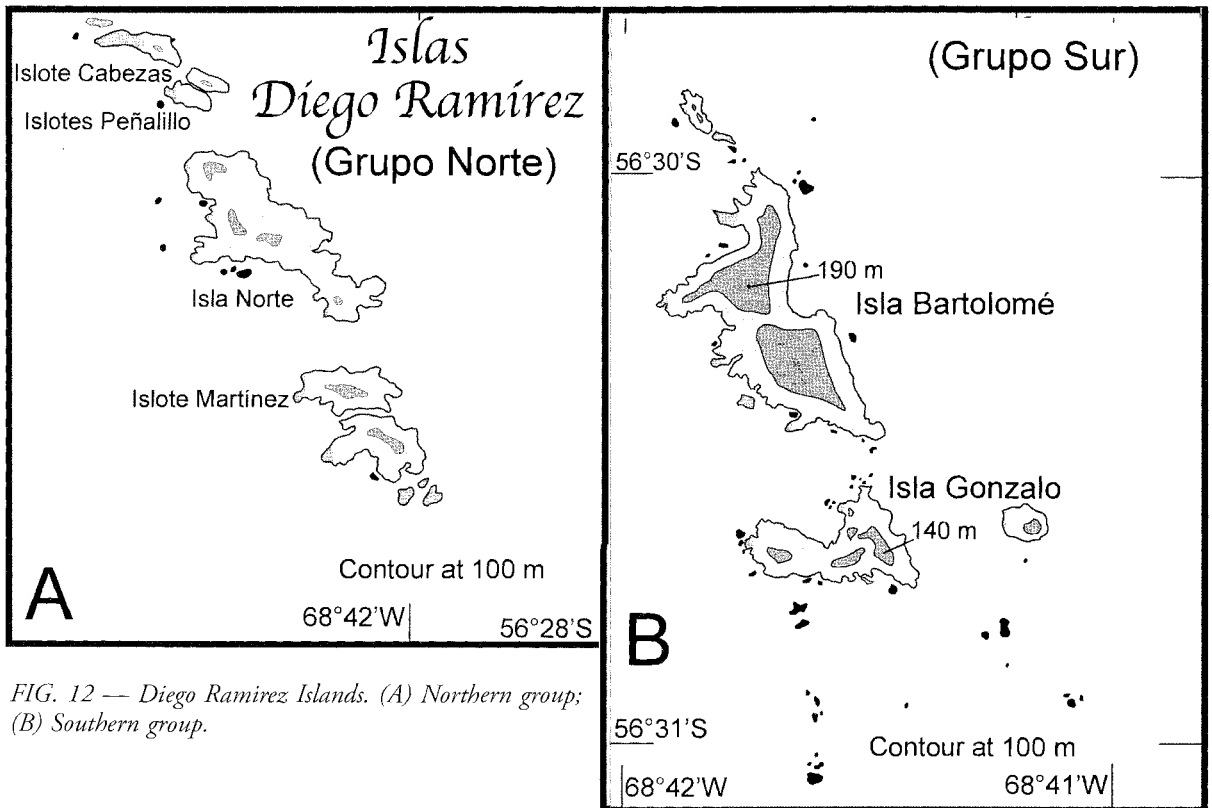 Islas
Diego Ramírez
(Grupo Norte)
Islote Cabezas
Islotes Peñalillo
Isla Norte
Islote Martínez
Contour at 100 m
A
68°42'W
56°28'S
(Grupo Sur)
56°30'S
190 m
Isla Bartolomé
Isla Gonzalo
140 m
B
56°31'S
Contour at 100 m
68°42'W
68°41'W
FIG. 12 — Diego Ramirez Islands. (A) Northern group;
(B) Southern group.